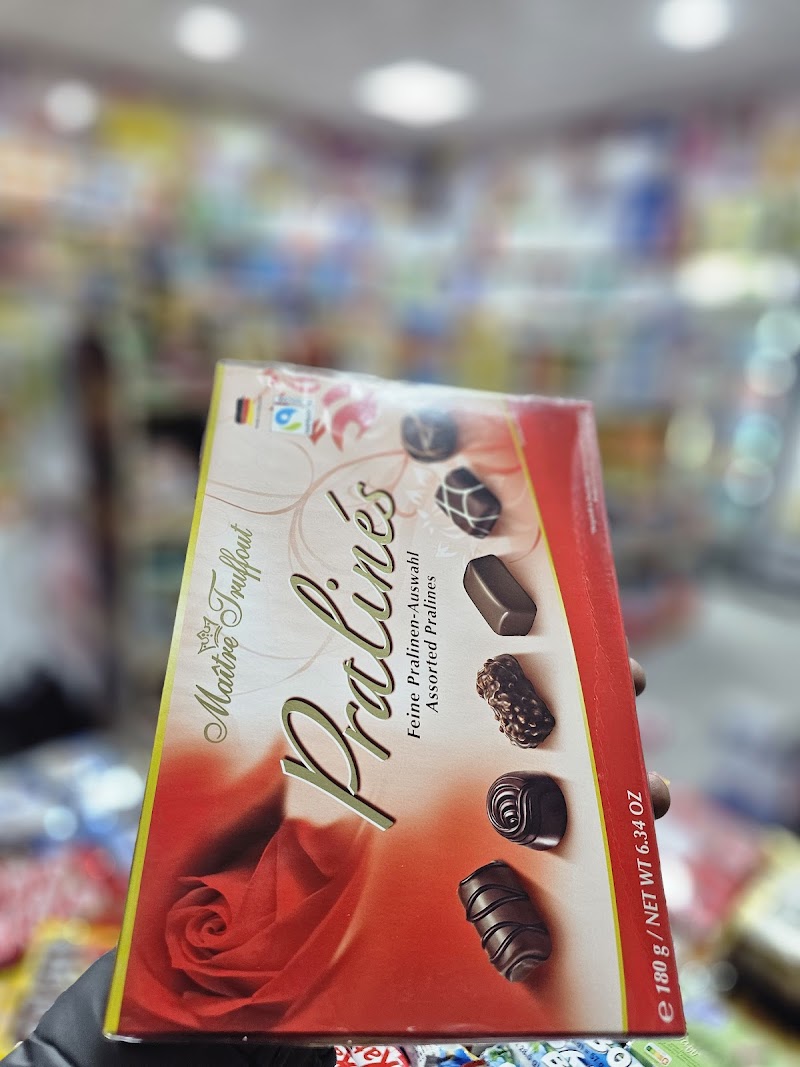 Maître Truffout
Pralinés
Feine Pralinen-Auswahl
Assorted Pralines
e 180 g / NET WT 6.34 OZ